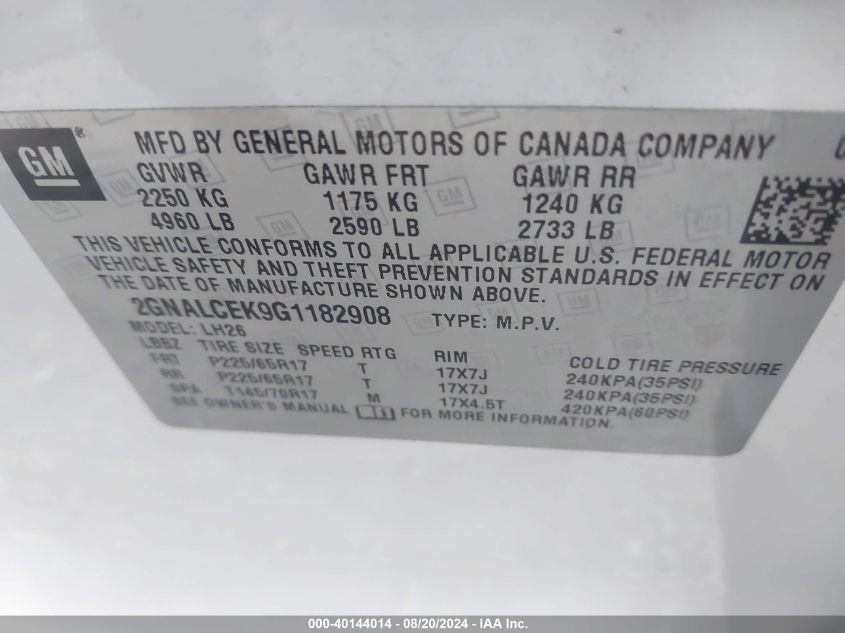 GM ® MFD BY GENERAL MOTORS OF CANADA COMPANY
GVWR GAWR FRT GAWR RR
2250 KG 1175 KG 1240 KG
4960 LB 2590 LB 2733 LB
THIS VEHICLE CONFORMS TO ALL APPLICABLE U.S. FEDERAL MOTOR
VEHICLE SAFETY AND THEFT PREVENTION STANDARDS IN EFFECT ON
THE DATE OF MANUFACTURE SHOWN ABOVE.
2GNALCEK9G1182908 TYPE: M.P.V.
MODEL: LH26
LBBZ TIRE SIZE SPEED RTG RIM COLD TIRE PRESSURE
FRT P225/65R17 T 17X7J 240KPA(35PSI)
RR P225/65R17 T 17X7J 240KPA(35PSI)
SPA T145/70R17 M 17X4.5T 420KPA(60PSI)
SEE OWNER'S MANUAL FOR MORE INFORMATION.
000-40144014 - 08/20/2024 - IAA Inc.